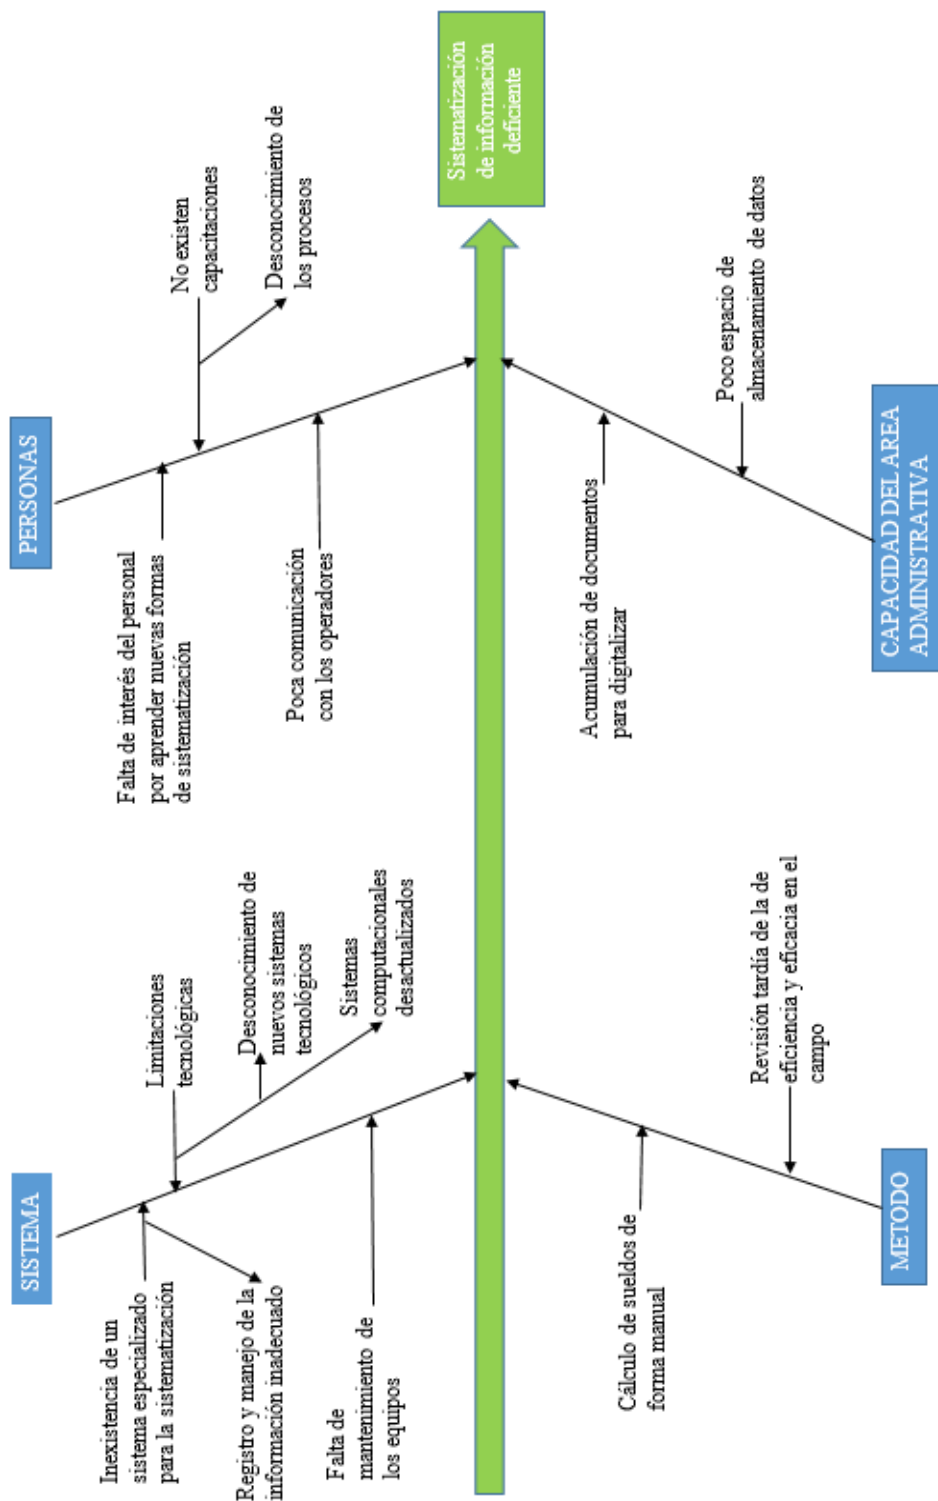 SISTEMA
PERSONAS
Inexistencia de un
sistema especializado
para la sistematización
Registro y manejo de la
información inadecuado
Falta de
mantenimiento de
los equipos
Limitaciones
tecnológicas
Desconocimiento de
nuevos sistemas
tecnológicos
Sistemas
computacionales
desactualizados
Falta de interés del personal
por aprender nuevas formas
de sistematización
Poca comunicación
con los operadores
No existen
capacitaciones
Desconocimiento de
los procesos
Sistematización
de información
deficiente
Cálculo de sueldos de
forma manual
Revisión tardía de la de
eficiencia y eficacia en el
campo
Acumulación de documentos
para digitalizar
Poco espacio de
almacenamiento de datos
METODO
CAPACIDAD DEL AREA
ADMINISTRATIVA